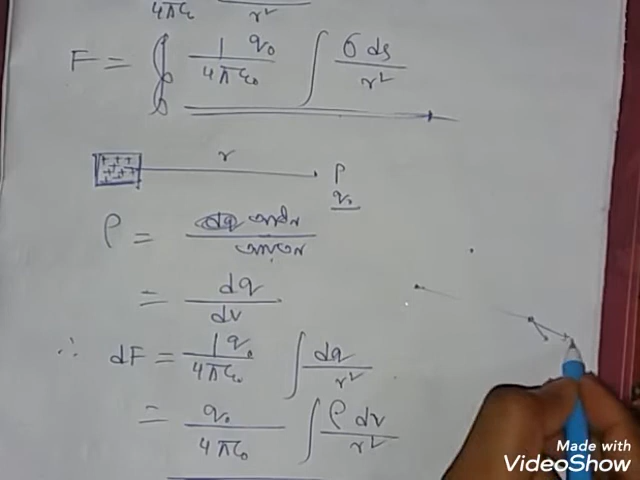 4πε₀ r²
F = ∮ 1/4πε₀ q₀ ∫ σ ds/r²
r
+ + + + + + + P
q₀
ρ = আধান/আয়তন
= dq/dv
∴ dF = 1/4πε₀ q₀ ∫ dq/r²
= q₀/4πε₀ ∫ ρ dv/r²
Made with
VideoShow